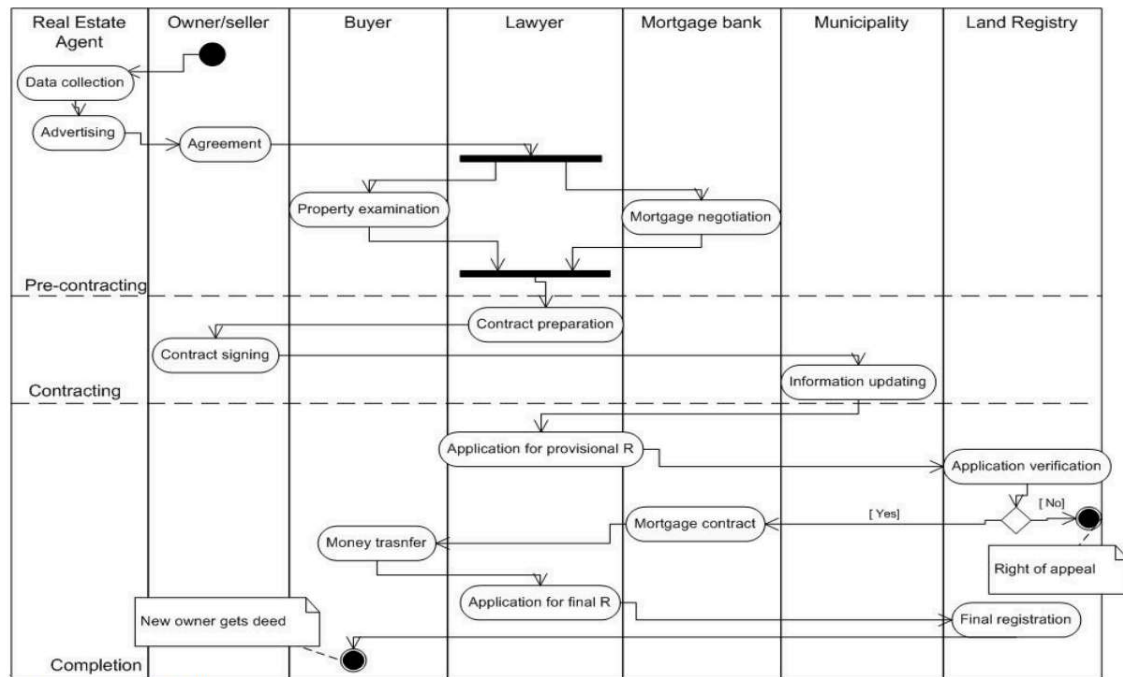 Real Estate Agent
Owner/seller
Buyer
Lawyer
Mortgage bank
Municipality
Land Registry
Data collection
Advertising
Agreement
Property examination
Mortgage negotiation
Pre-contracting
Contract preparation
Contract signing
Information updating
Contracting
Application for provisional R
Application verification
[ No]
[ Yes]
Mortgage contract
Money trasnfer
Right of appeal
Application for final R
New owner gets deed
Final registration
Completion